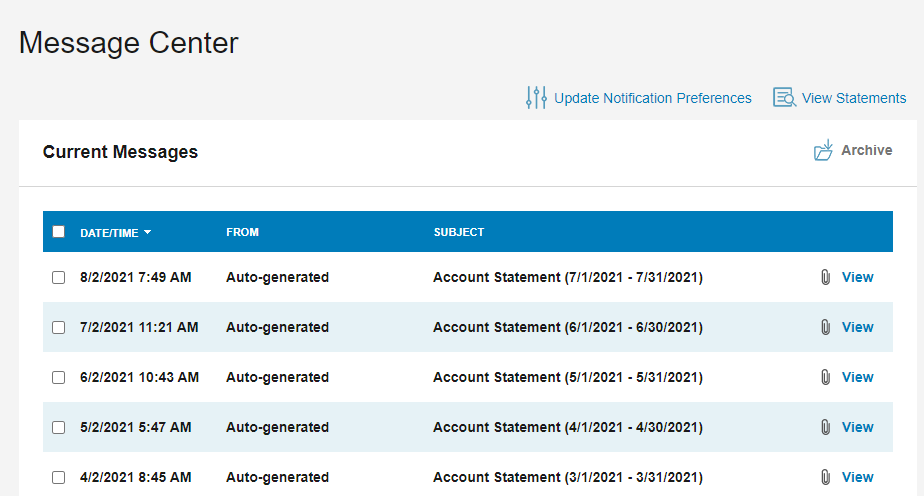 Message Center
Update Notification Preferences View Statements
Current Messages Archive
DATE/TIME FROM SUBJECT
8/2/2021 7:49 AM Auto-generated Account Statement (7/1/2021 - 7/31/2021) View
7/2/2021 11:21 AM Auto-generated Account Statement (6/1/2021 - 6/30/2021) View
6/2/2021 10:43 AM Auto-generated Account Statement (5/1/2021 - 5/31/2021) View
5/2/2021 5:47 AM Auto-generated Account Statement (4/1/2021 - 4/30/2021) View
4/2/2021 8:45 AM Auto-generated Account Statement (3/1/2021 - 3/31/2021) View